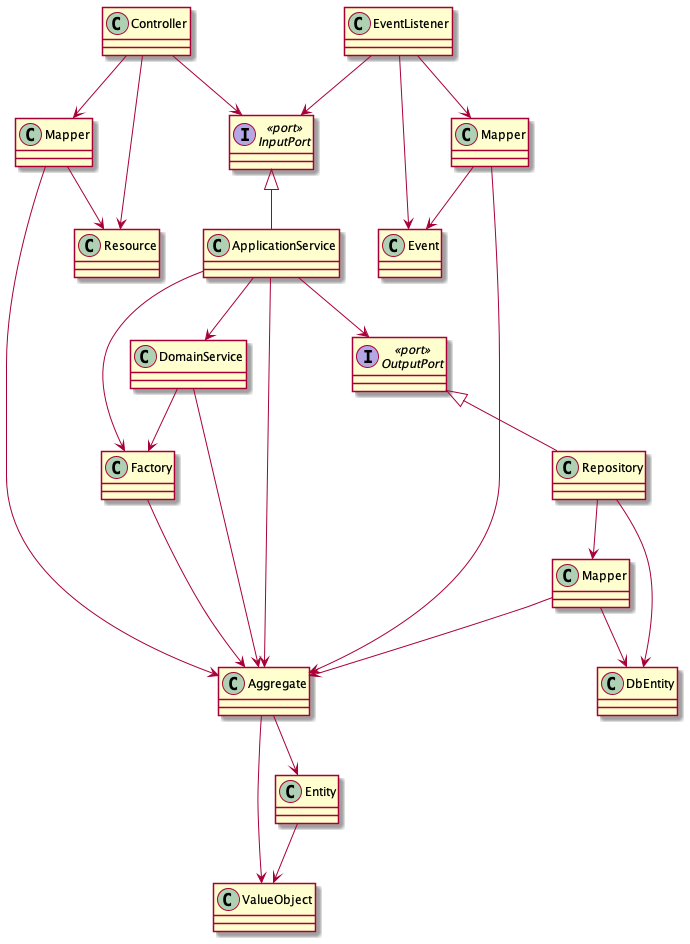 C Controller
C EventListener
C Mapper
I «port»
InputPort
C Mapper
C Resource
C ApplicationService
C Event
C DomainService
I «port»
OutputPort
C Factory
C Repository
C Mapper
C Aggregate
C DbEntity
C Entity
C ValueObject